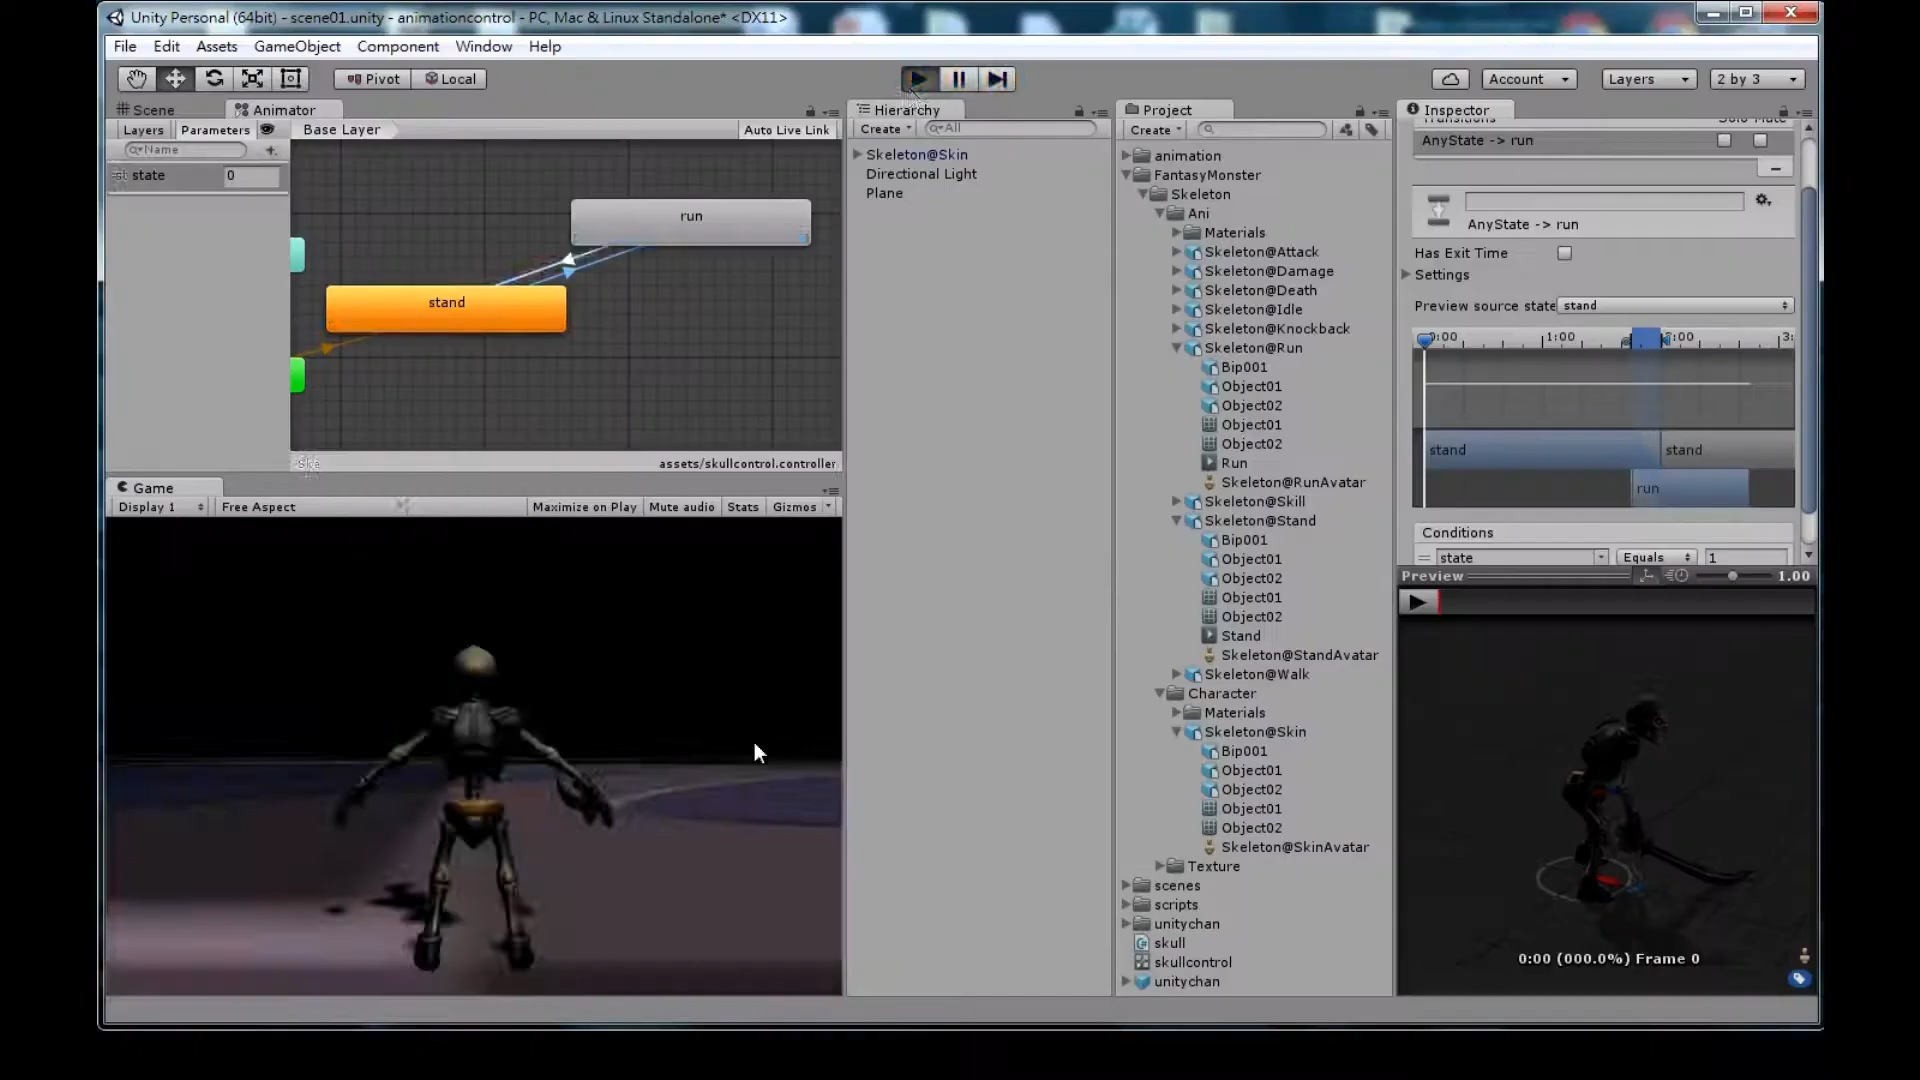 Unity Personal (64bit) - scene01.unity - animationcontrol - PC, Mac & Linux Standalone* <DX11>
File Edit Assets GameObject Component Window Help
Pivot Local Account Layers 2 by 3
Scene Animator
Layers Parameters Base Layer Auto Live Link
Name
state 0
run
stand
assets/skullcontrol.controller
Game
Display 1 Free Aspect Maximize on Play Mute audio Stats Gizmos
Hierarchy
Create All
Skeleton@Skin
Directional Light
Plane
Project
Create
animation
FantasyMonster
Skeleton
Ani
Materials
Skeleton@Attack
Skeleton@Damage
Skeleton@Death
Skeleton@Idle
Skeleton@Knockback
Skeleton@Run
Bip001
Object01
Object02
Object01
Object02
Run
Skeleton@RunAvatar
Skeleton@Skill
Skeleton@Stand
Bip001
Object01
Object02
Object01
Object02
Stand
Skeleton@StandAvatar
Skeleton@Walk
Character
Materials
Skeleton@Skin
Bip001
Object01
Object02
Object01
Object02
Skeleton@SkinAvatar
Texture
scenes
scripts
unitychan
skull
skullcontrol
unitychan
Inspector
AnyState -> run
AnyState -> run
Has Exit Time
Settings
Preview source state stand
1:00
stand stand
run
Conditions
state Equals 1
Preview 1.00
0:00 (000.0%) Frame 0